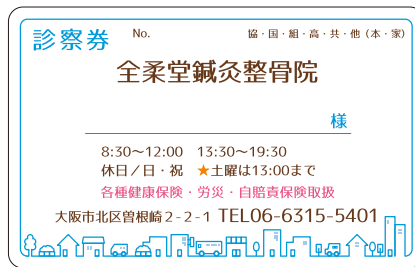 診察券 No. 協・国・組・高・共・他（本・家）
全柔堂鍼灸整骨院
様
8:30～12:00 13:30～19:30
休日／日・祝 ★土曜は13:00まで
各種健康保険・労災・自賠責保険取扱
大阪市北区曽根崎２-２-１ TEL06-6315-5401